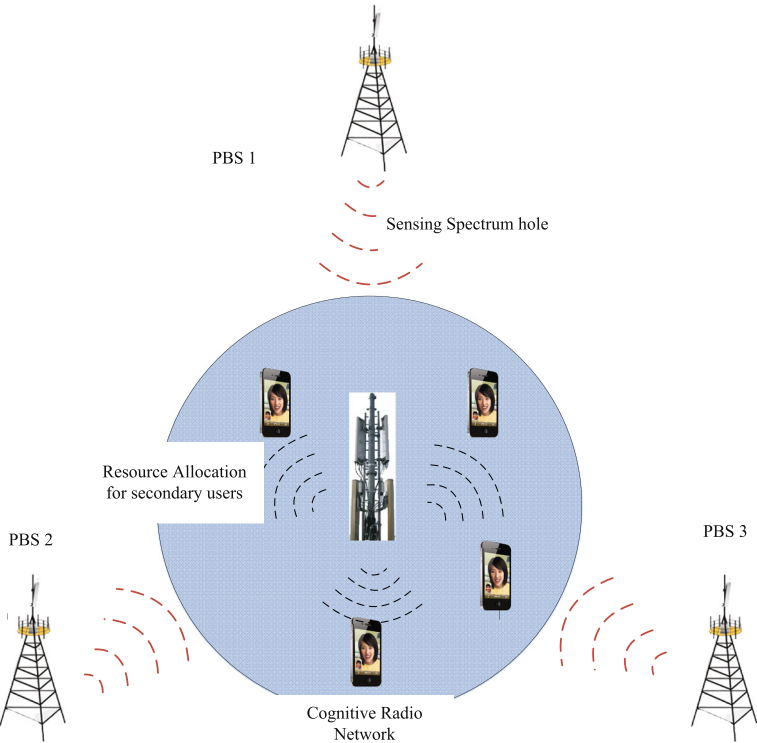 PBS 1
Sensing Spectrum hole
Resource Allocation
for secondary users
PBS 2
PBS 3
Cognitive Radio
Network